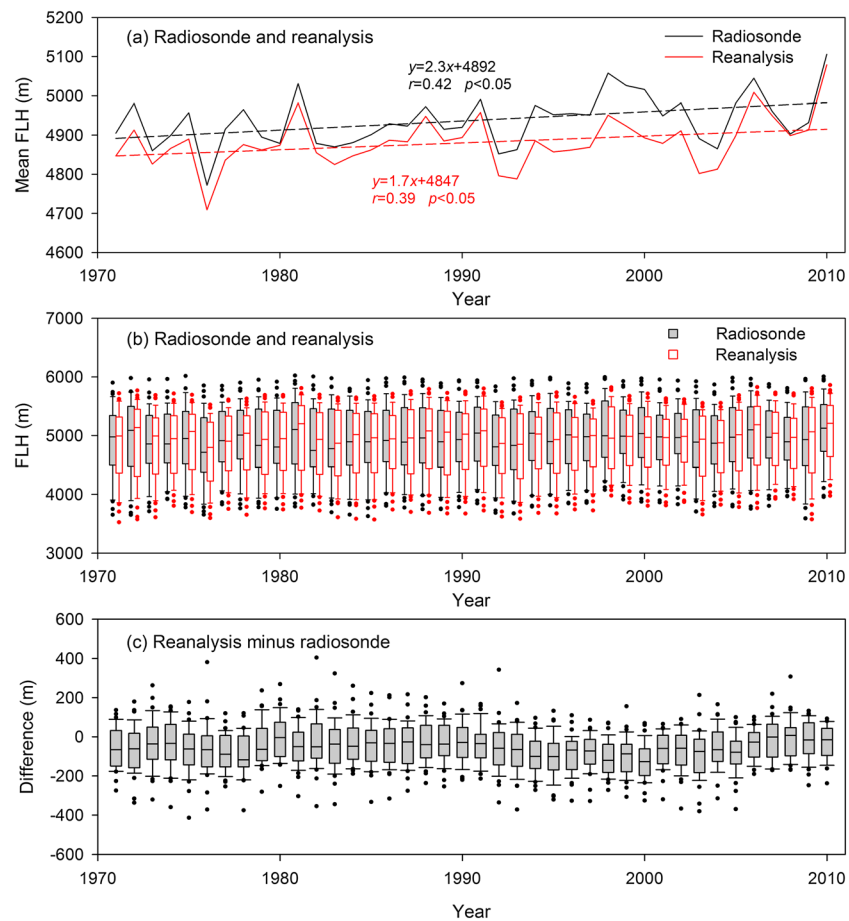 (a) Radiosonde and reanalysis
Radiosonde
Reanalysis
y=2.3x+4892
r=0.42 p<0.05
y=1.7x+4847
r=0.39 p<0.05
Mean FLH (m)
5200
5100
5000
4900
4800
4700
4600
1970 1980 1990 2000 2010
Year
(b) Radiosonde and reanalysis
Radiosonde
Reanalysis
FLH (m)
7000
6000
5000
4000
3000
1970 1980 1990 2000 2010
Year
(c) Reanalysis minus radiosonde
Difference (m)
600
400
200
0
-200
-400
-600
1970 1980 1990 2000 2010
Year